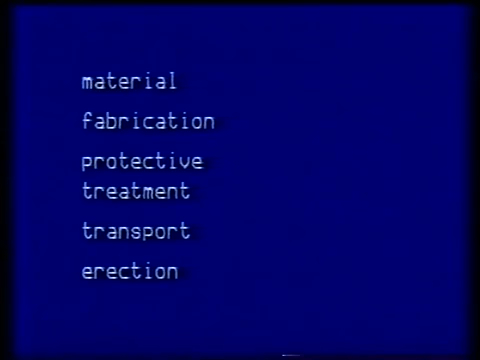 material
fabrication
protective
treatment
transport
erection